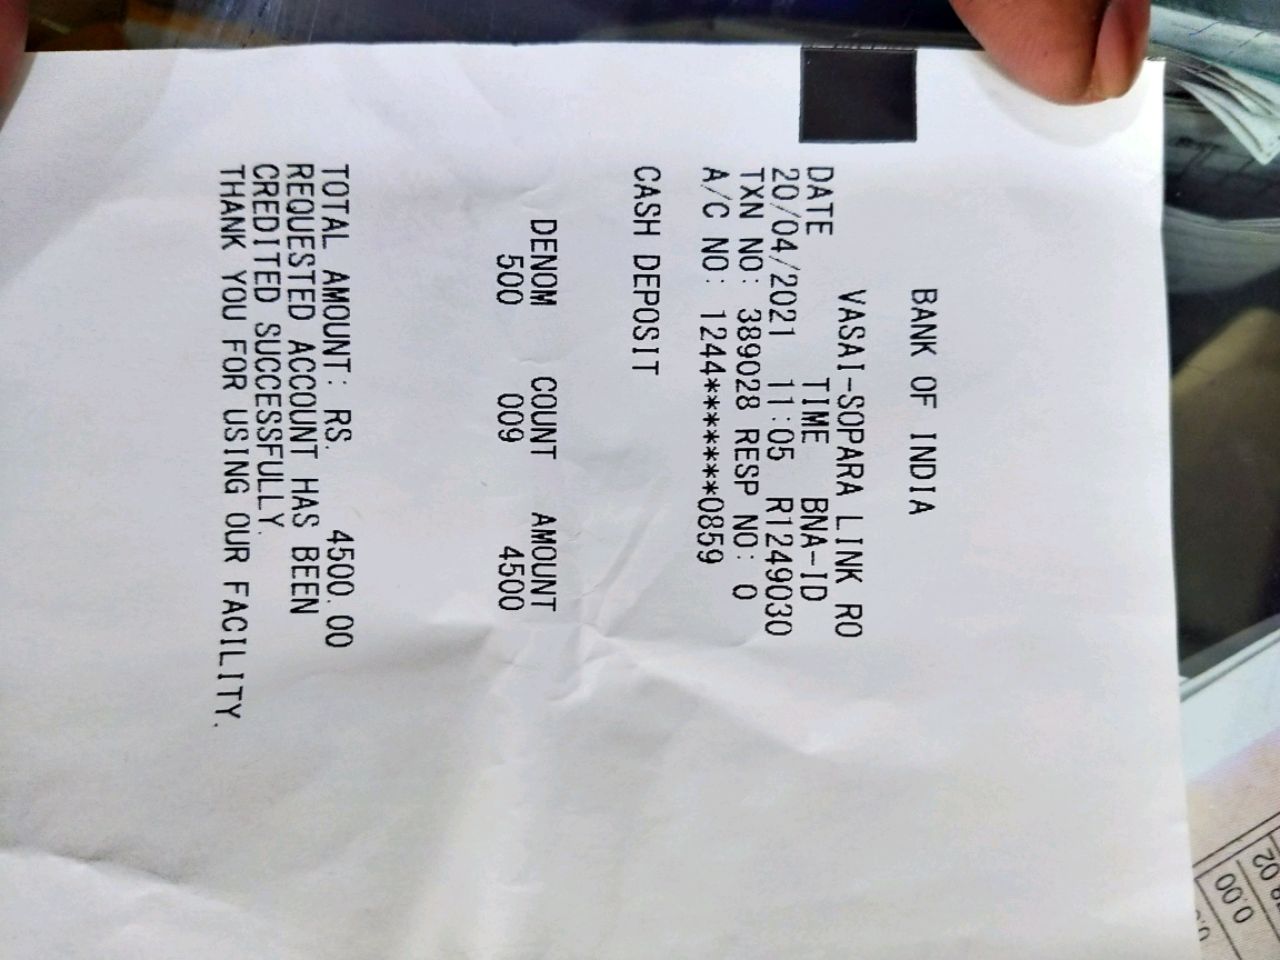 BANK OF INDIA
VASAI-SOPARA LINK RO
DATE TIME BNA-ID
20/04/2021 11:05 R1249030
TXN NO: 389028 RESP NO: 0
A/C NO: 1244********0859
CASH DEPOSIT
DENOM COUNT AMOUNT
500 009 4500
TOTAL AMOUNT: RS. 4500.00
REQUESTED ACCOUNT HAS BEEN
CREDITED SUCCESSFULLY.
THANK YOU FOR USING OUR FACILITY.
0.00